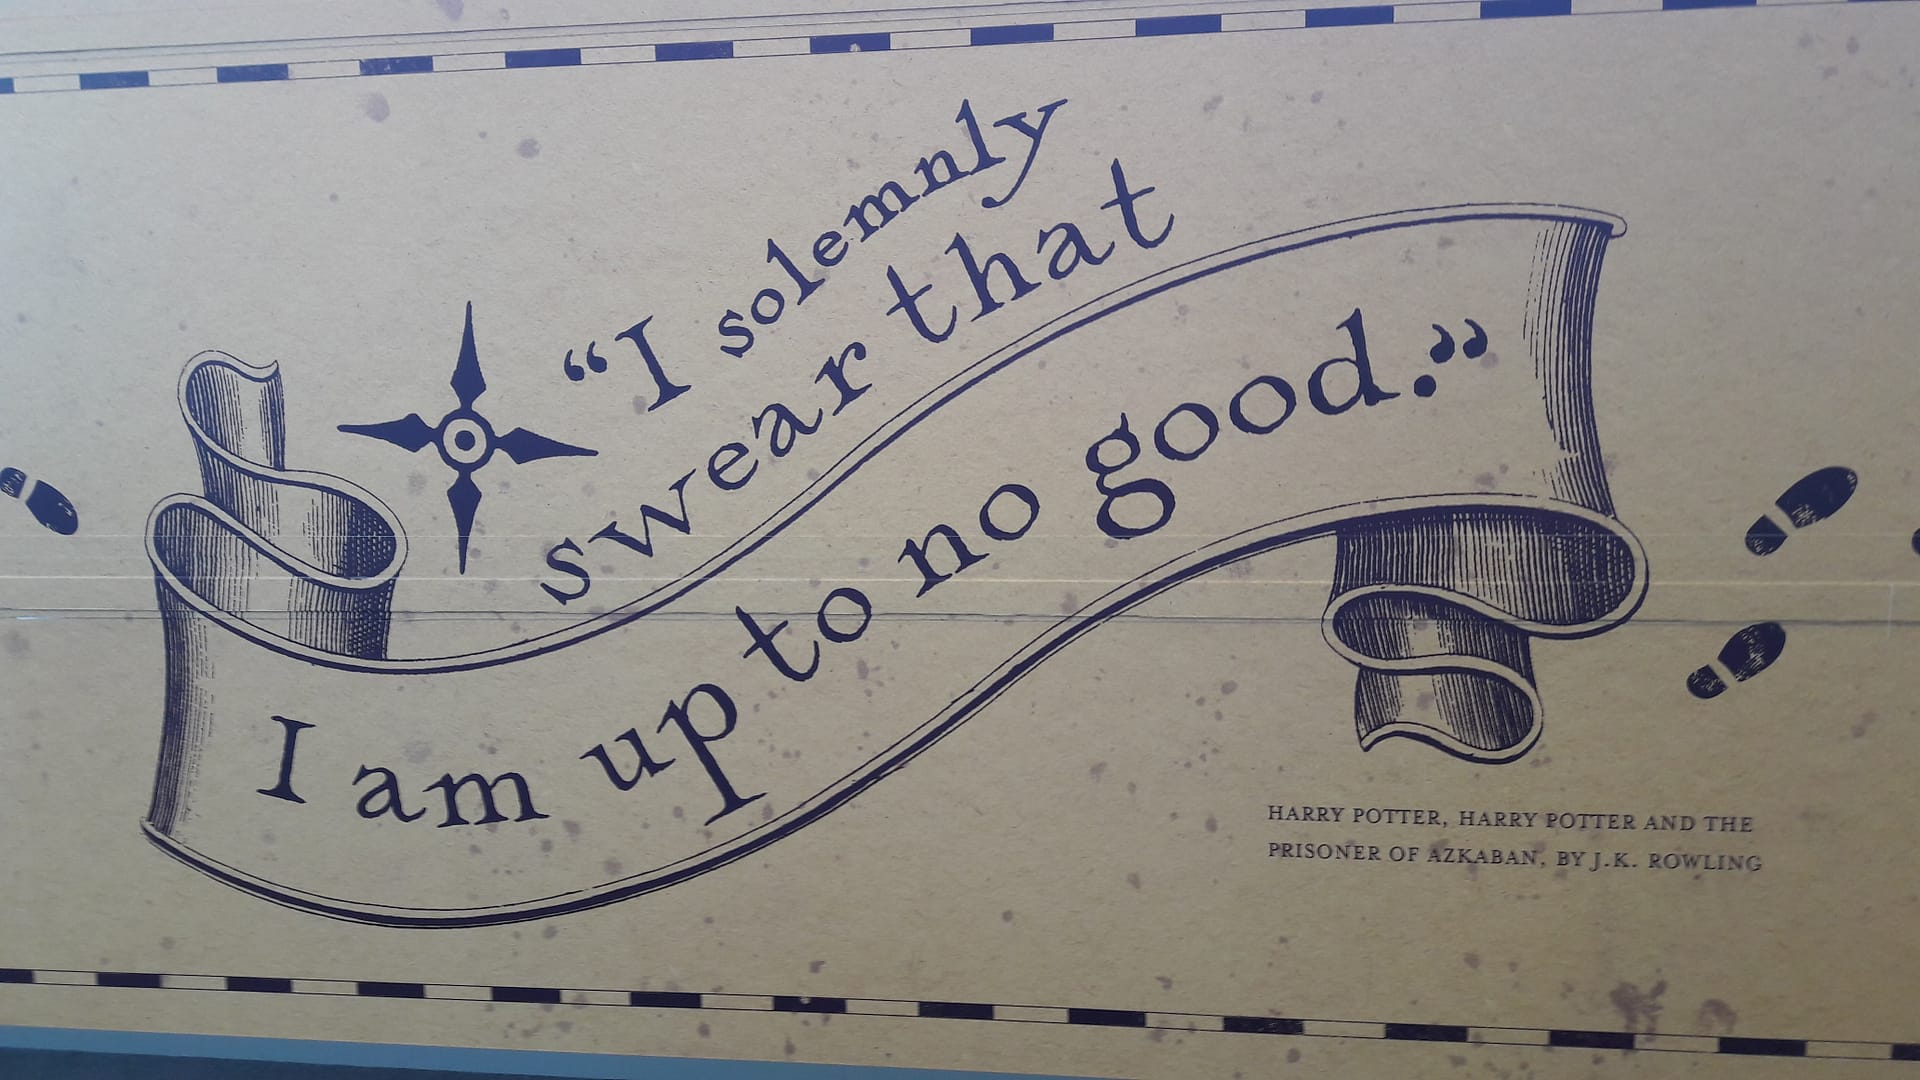 “I solemnly
swear that
I am up to no good.”
HARRY POTTER, HARRY POTTER AND THE
PRISONER OF AZKABAN, BY J.K. ROWLING